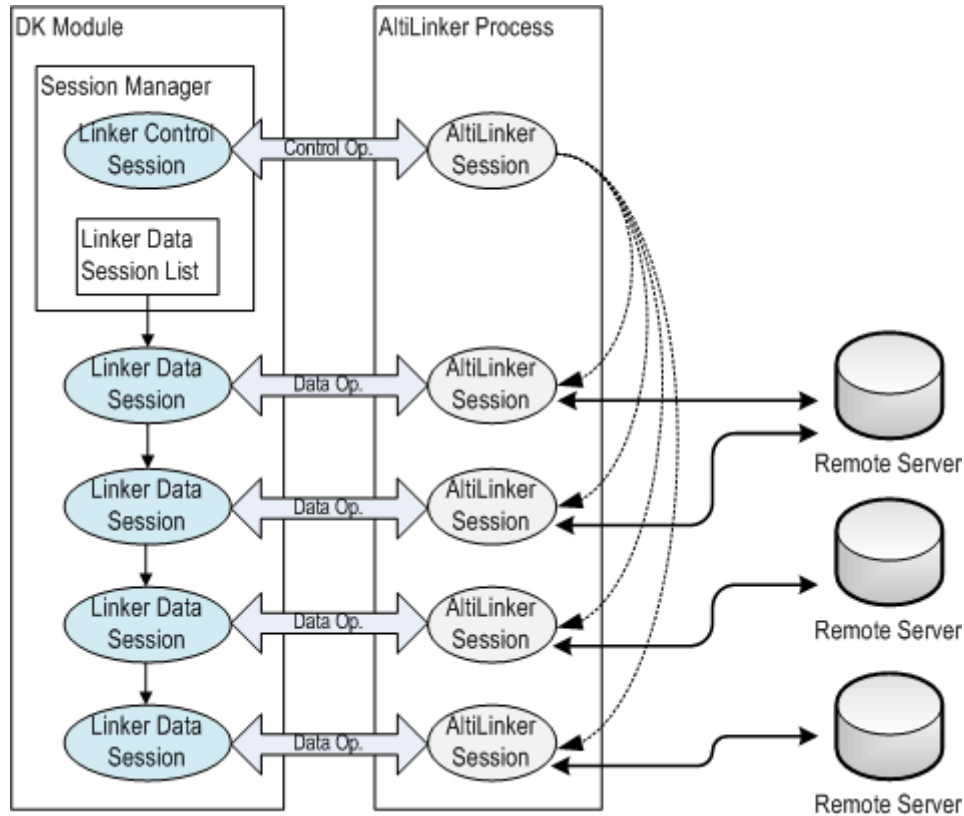 DK Module
AltiLinker Process
Session Manager
Linker Control
Session
Control Op.
AltiLinker
Session
Linker Data
Session List
Linker Data
Session
Data Op.
AltiLinker
Session
Remote Server
Linker Data
Session
Data Op.
AltiLinker
Session
Linker Data
Session
Data Op.
AltiLinker
Session
Remote Server
Linker Data
Session
Data Op.
AltiLinker
Session
Remote Server